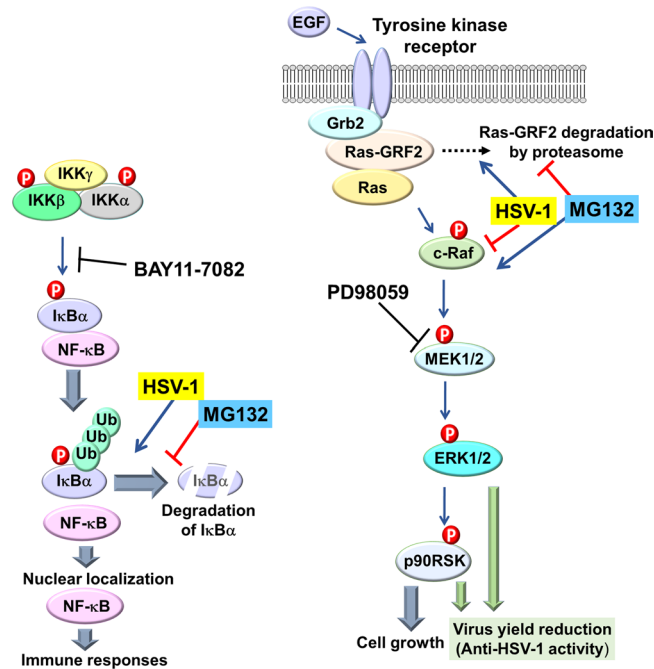 EGF
Tyrosine kinase
receptor
Grb2
Ras-GRF2
Ras
Ras-GRF2 degradation
by proteasome
HSV-1
MG132
P
c-Raf
PD98059
P
MEK1/2
P
ERK1/2
P
p90RSK
Cell growth
Virus yield reduction
(Anti-HSV-1 activity)
P
IKKγ
P
IKKβ
IKKα
BAY11-7082
P
IκBα
NF-κB
HSV-1
MG132
Ub
Ub
Ub
P
IκBα
IκBα
Degradation
of IκBα
NF-κB
Nuclear localization
NF-κB
Immune responses